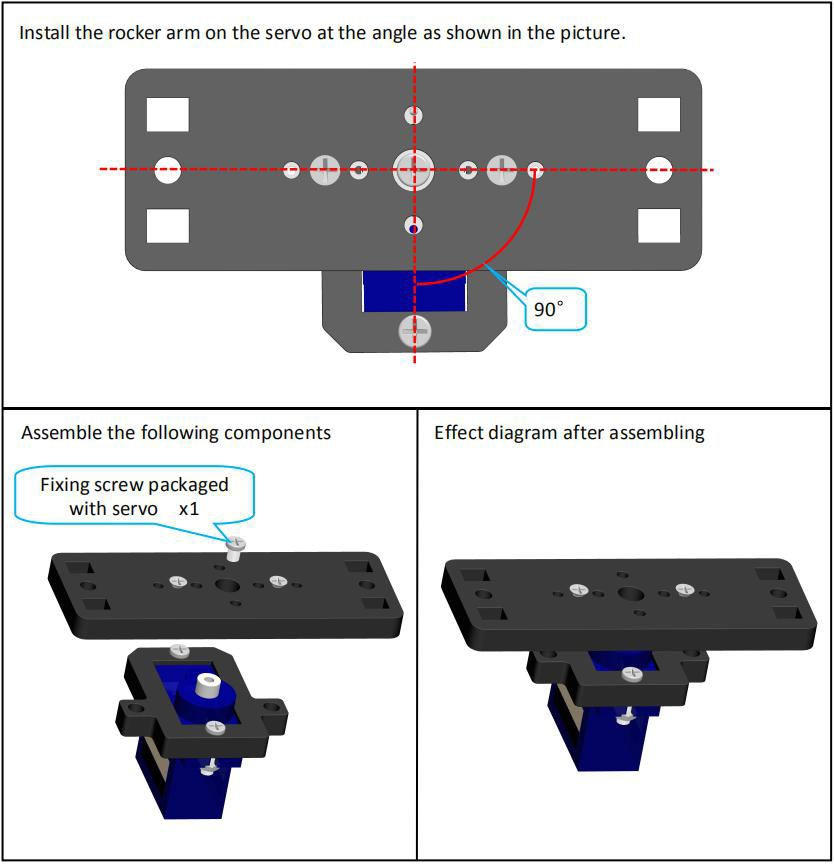 Install the rocker arm on the servo at the angle as shown in the picture.
90°
Assemble the following components
Fixing screw packaged
with servo x1
Effect diagram after assembling